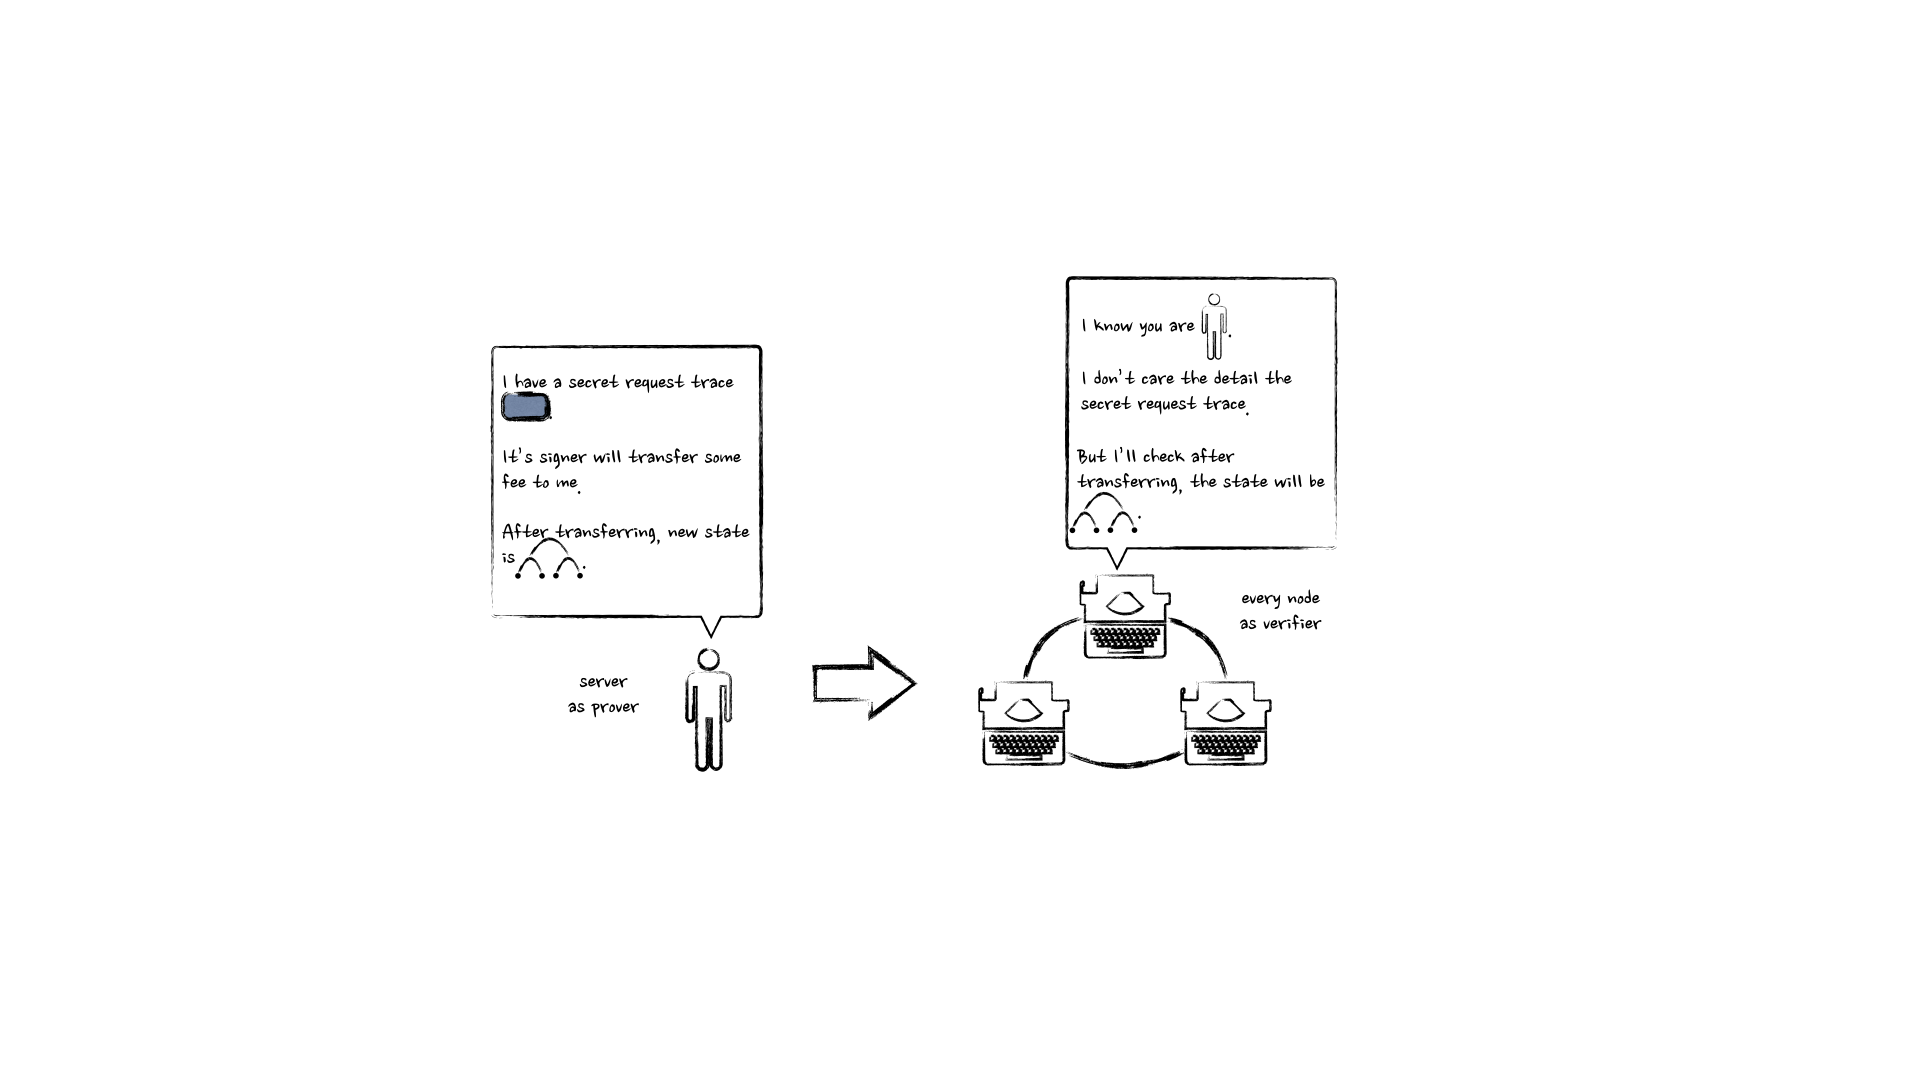 I have a secret request trace
.
It's signer will transfer some
fee to me.
After transferring, new state
is .
server
as prover
I know you are .
I don't care the detail the
secret request trace.
But I'll check after
transferring, the state will be
.
every node
as verifier